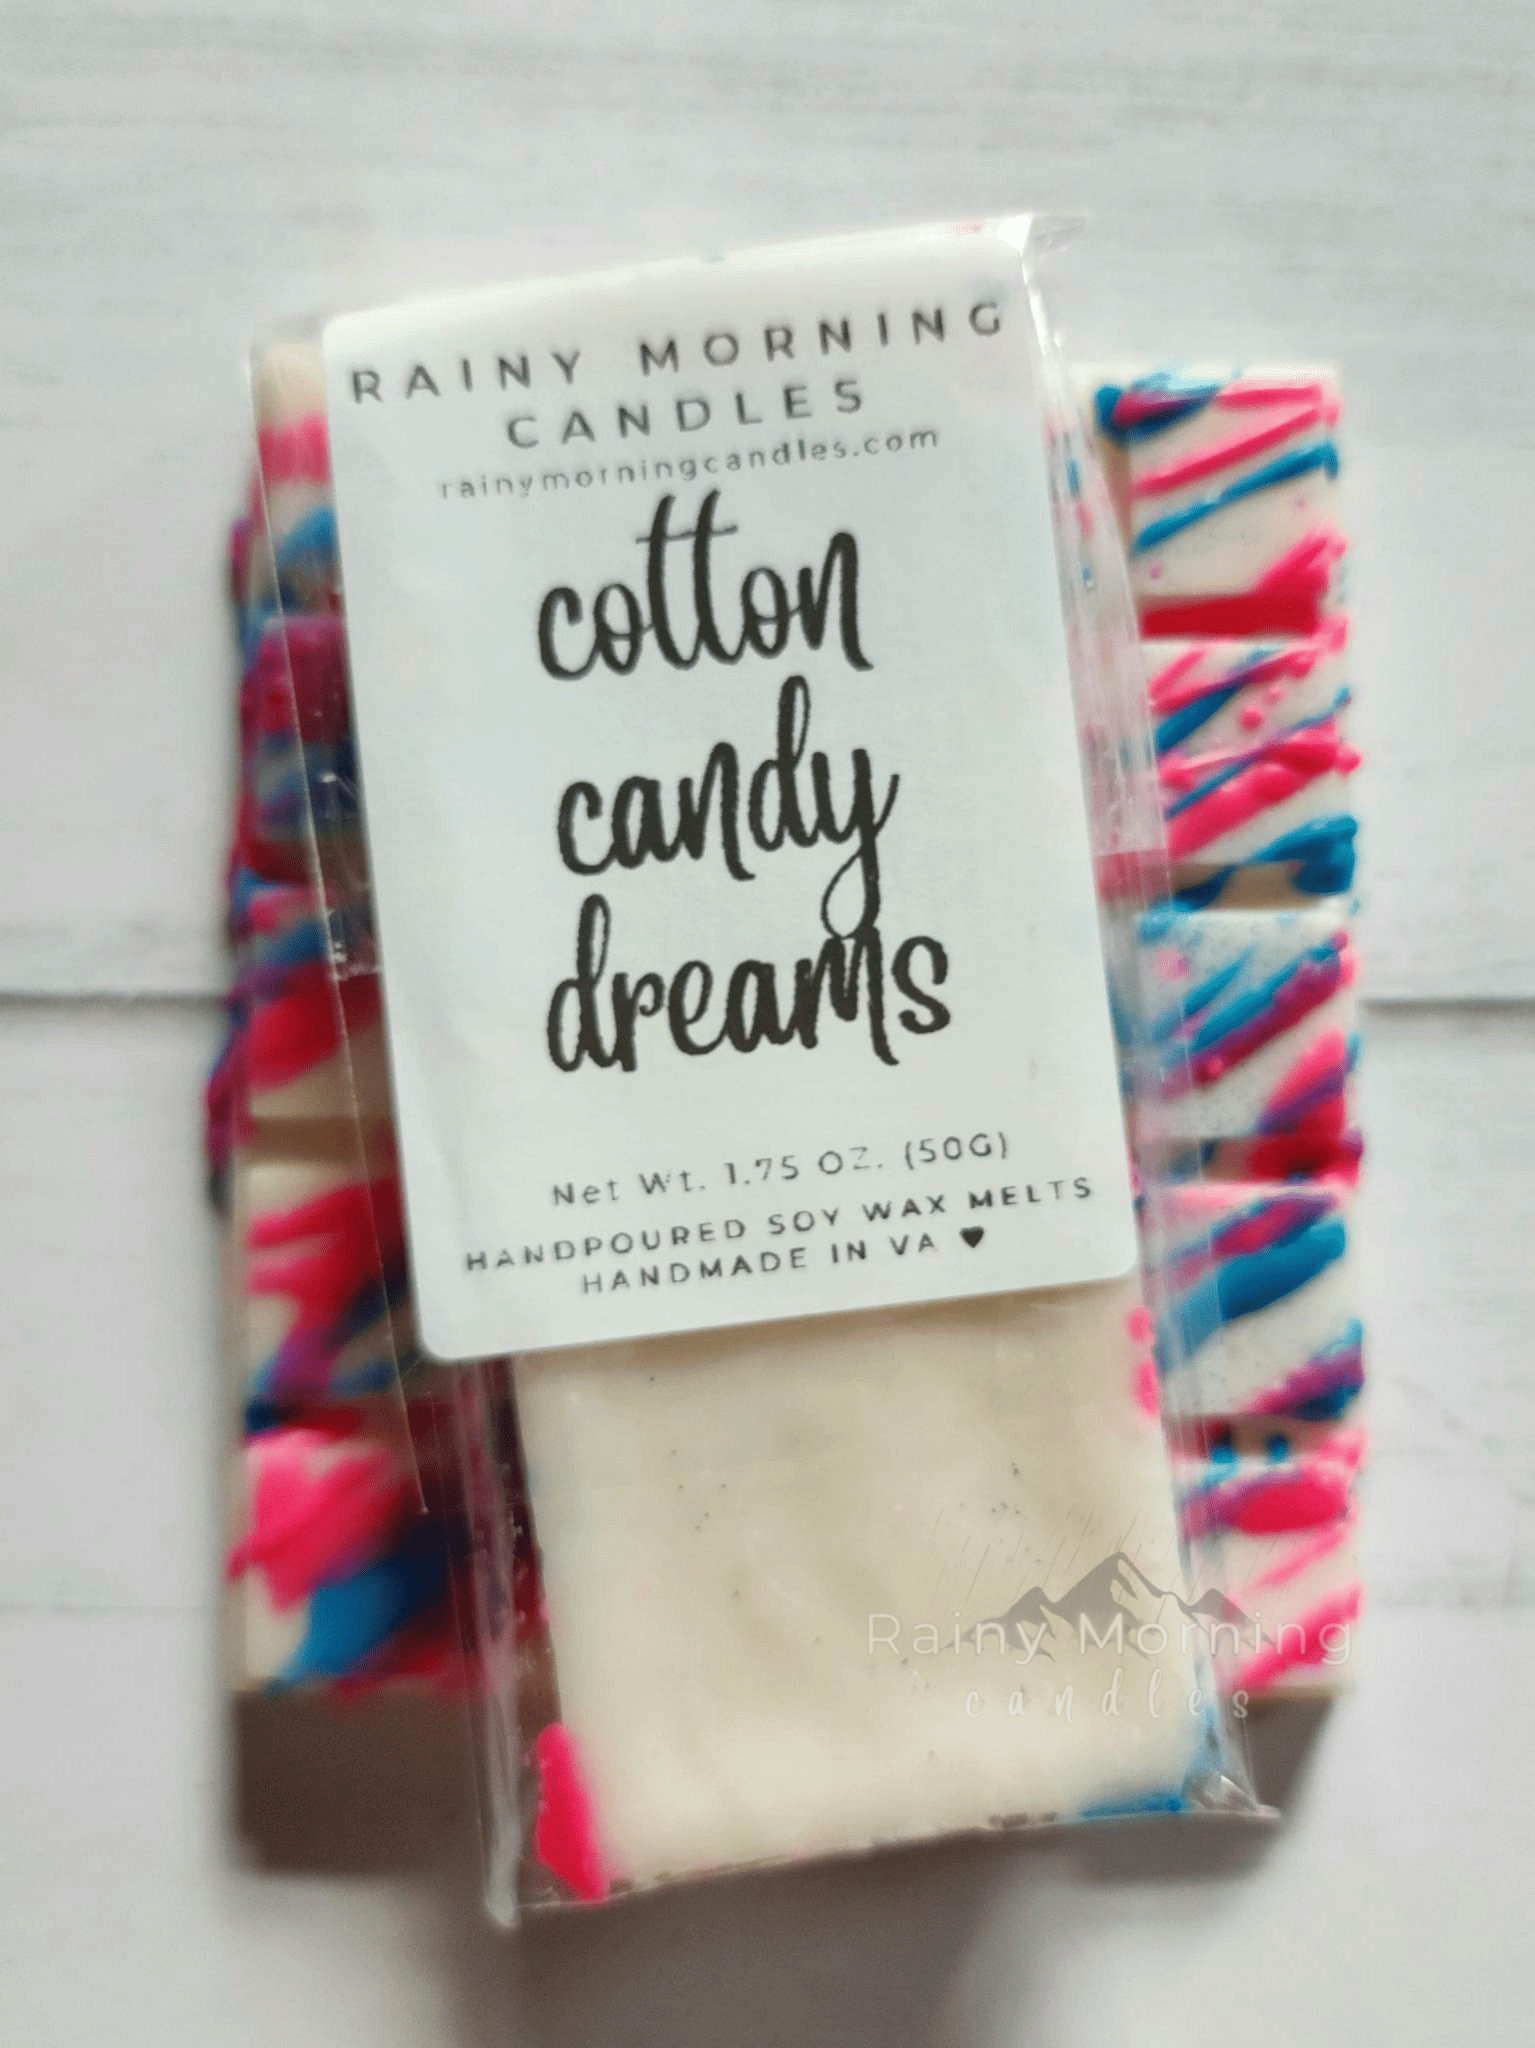 RAINY MORNING
CANDLES
rainymorningcandles.com
cotton
candy
dreams
Net Wt. 1.75 OZ. (50G)
HANDPOURED SOY WAX MELTS
HANDMADE IN VA ♥
Rainy Morning
candles